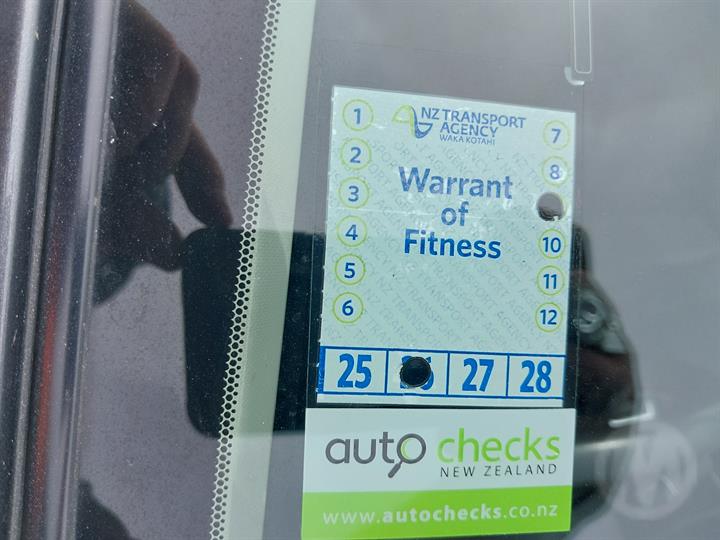 NZ TRANSPORT
AGENCY
WAKA KOTAHI
1
2
3
4
5
6
7
8
10
11
12
Warrant
of
Fitness
25 26 27 28
auto checks
NEW ZEALAND
www.autochecks.co.nz